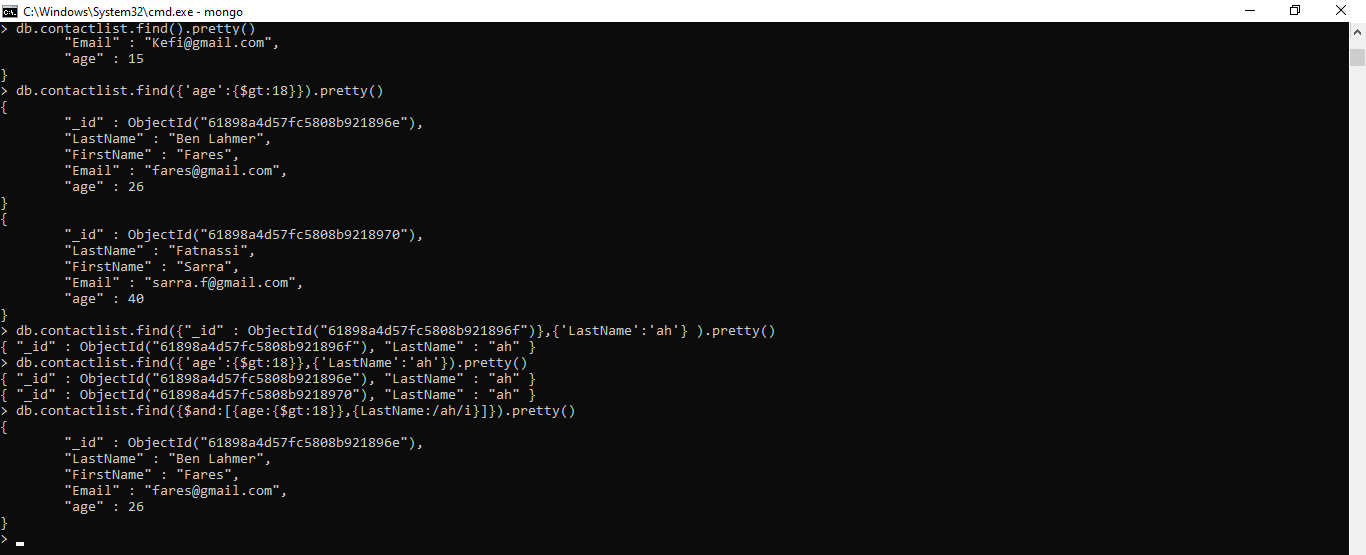 C:\Windows\System32\cmd.exe - mongo
> db.contactlist.find().pretty()
        "Email" : "Kefi@gmail.com",
        "age" : 15
}
> db.contactlist.find({'age':{$gt:18}}).pretty()
{
        "_id" : ObjectId("61898a4d57fc5808b921896e"),
        "LastName" : "Ben Lahmer",
        "FirstName" : "Fares",
        "Email" : "fares@gmail.com",
        "age" : 26
}
{
        "_id" : ObjectId("61898a4d57fc5808b9218970"),
        "LastName" : "Fatnassi",
        "FirstName" : "Sarra",
        "Email" : "sarra.f@gmail.com",
        "age" : 40
}
> db.contactlist.find({"_id" : ObjectId("61898a4d57fc5808b921896f")},{'LastName':'ah'} ).pretty()
{ "_id" : ObjectId("61898a4d57fc5808b921896f"), "LastName" : "ah" }
> db.contactlist.find({'age':{$gt:18}},{'LastName':'ah'}).pretty()
{ "_id" : ObjectId("61898a4d57fc5808b921896e"), "LastName" : "ah" }
{ "_id" : ObjectId("61898a4d57fc5808b9218970"), "LastName" : "ah" }
> db.contactlist.find({$and:[{age:{$gt:18}},{LastName:/ah/i}]}).pretty()
{
        "_id" : ObjectId("61898a4d57fc5808b921896e"),
        "LastName" : "Ben Lahmer",
        "FirstName" : "Fares",
        "Email" : "fares@gmail.com",
        "age" : 26
}
>